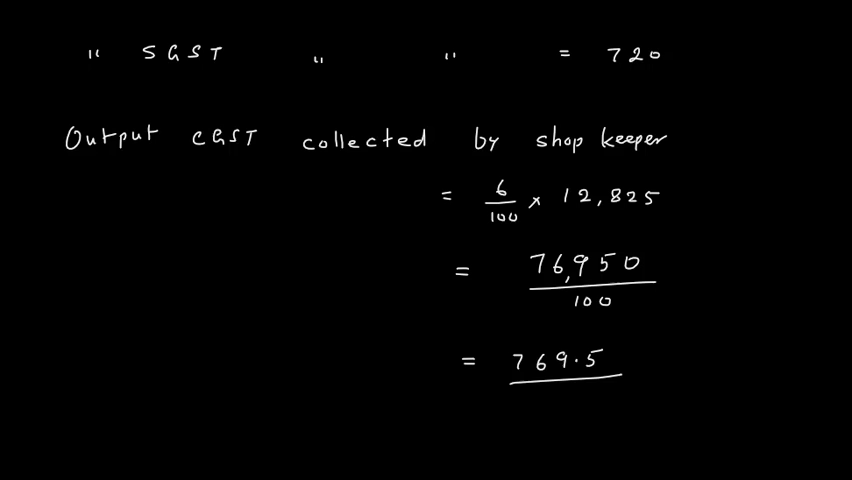 " SGST " " = 720
Output CGST collected by shop keeper
= 6/100 × 12,825
= 76,950/100
= 769.5